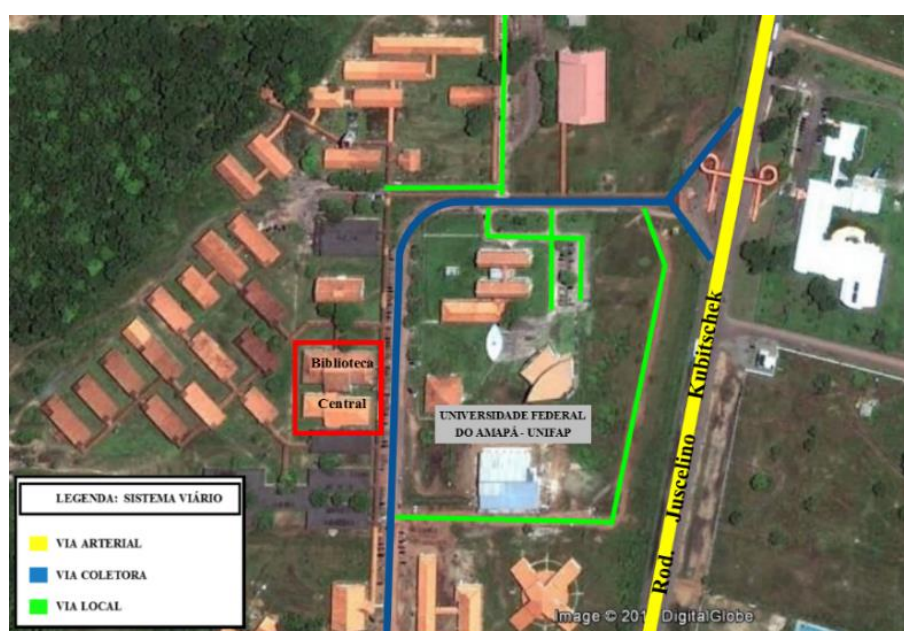 Biblioteca
Central
UNIVERSIDADE FEDERAL
DO AMAPÁ - UNIFAP
Rod. Juscelino Kubitschek
LEGENDA: SISTEMA VIÁRIO
VIA ARTERIAL
VIA COLETORA
VIA LOCAL
Image © 201 DigitalGlobe